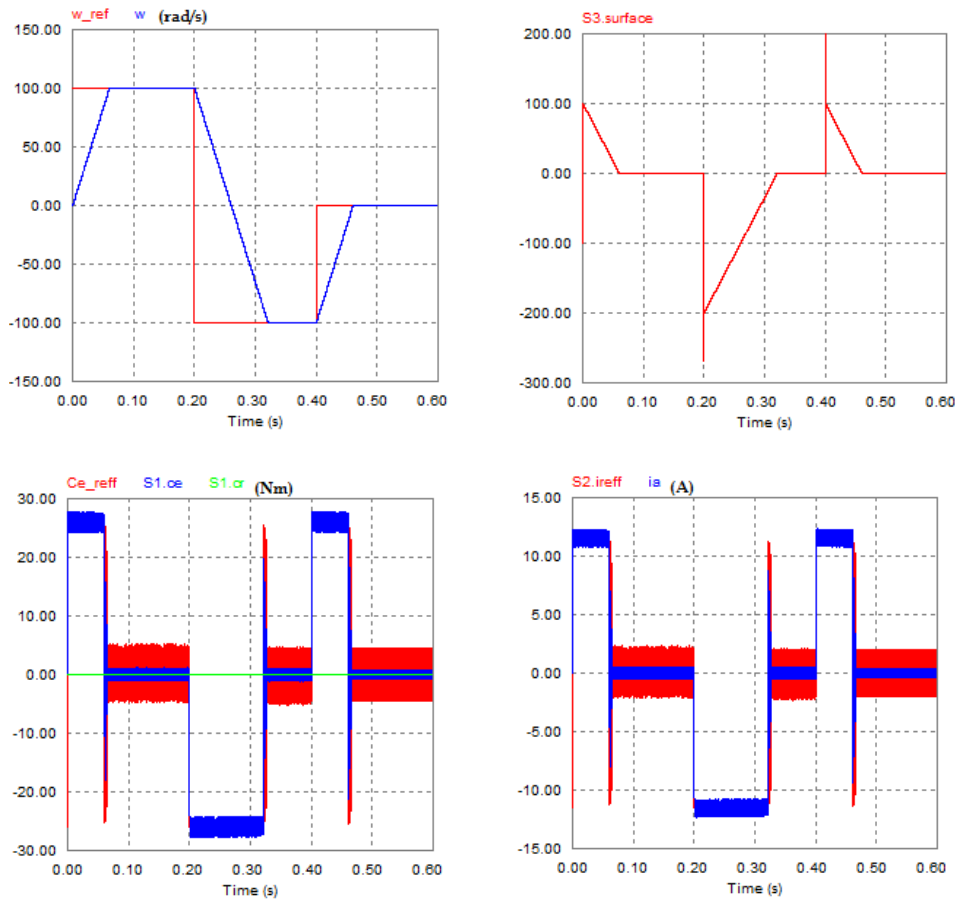 w_ref w (rad/s)
150.00
100.00
50.00
0.00
-50.00
-100.00
-150.00
0.00 0.10 0.20 0.30 0.40 0.50 0.60
Time (s)
S3.surface
200.00
100.00
0.00
-100.00
-200.00
-300.00
0.00 0.10 0.20 0.30 0.40 0.50 0.60
Time (s)
Ce_reff S1.ce S1.cr (Nm)
30.00
20.00
10.00
0.00
-10.00
-20.00
-30.00
0.00 0.10 0.20 0.30 0.40 0.50 0.60
Time (s)
S2.ireff ia (A)
15.00
10.00
5.00
0.00
-5.00
-10.00
-15.00
0.00 0.10 0.20 0.30 0.40 0.50 0.60
Time (s)